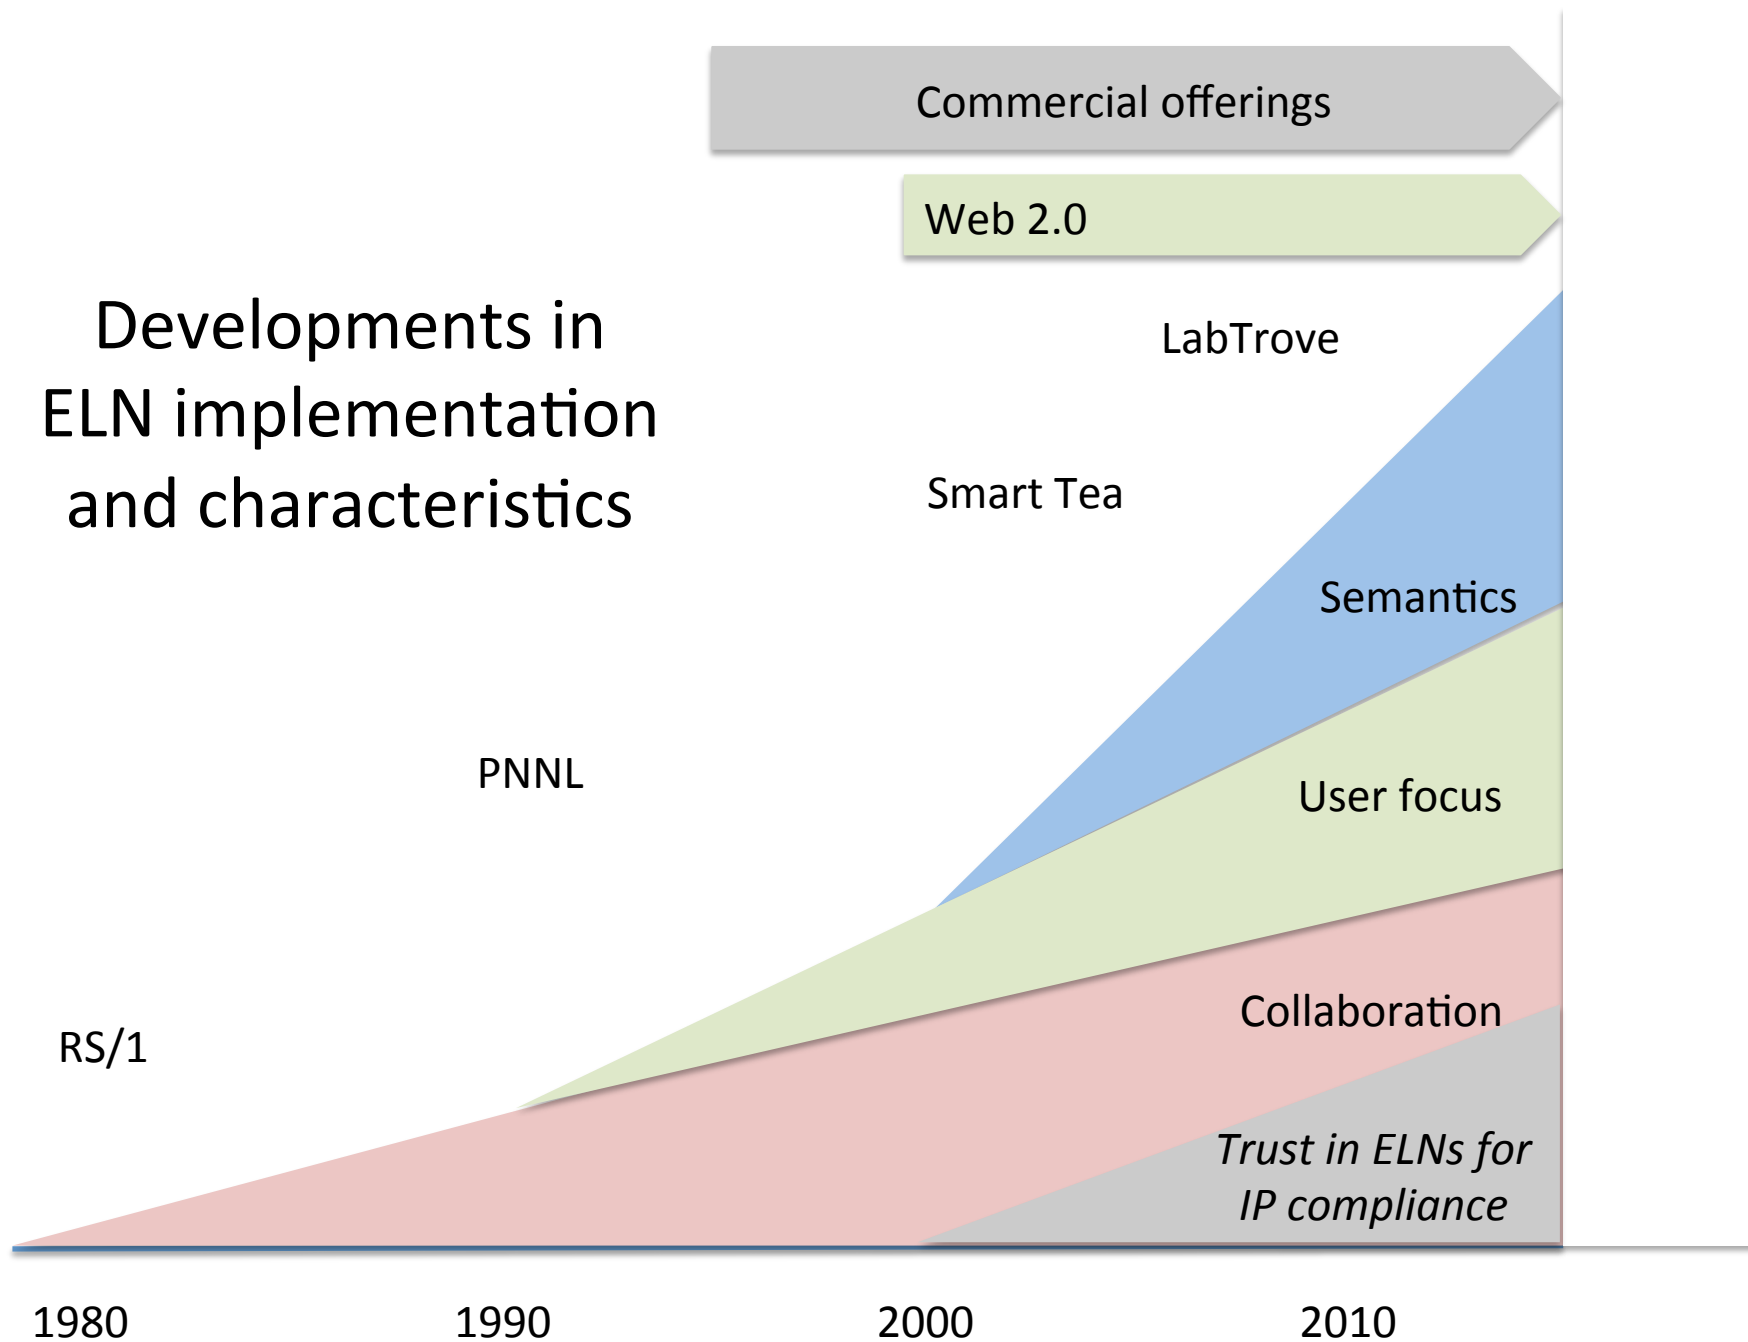 Commercial offerings
Web 2.0
Developments in
ELN implementation
and characteristics
LabTrove
Smart Tea
Semantics
PNNL
User focus
Collaboration
RS/1
Trust in ELNs for
IP compliance
1980 1990 2000 2010